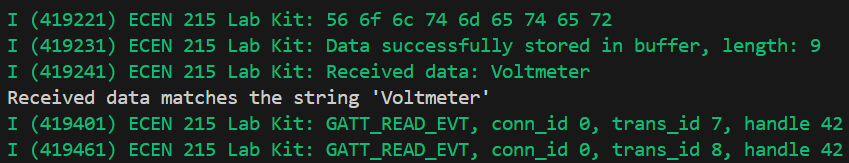 I (419221) ECEN 215 Lab Kit: 56 6f 6c 74 6d 65 74 65 72
I (419231) ECEN 215 Lab Kit: Data successfully stored in buffer, length: 9
I (419241) ECEN 215 Lab Kit: Received data: Voltmeter
Received data matches the string 'Voltmeter'
I (419401) ECEN 215 Lab Kit: GATT_READ_EVT, conn_id 0, trans_id 7, handle 42
I (419461) ECEN 215 Lab Kit: GATT_READ_EVT, conn_id 0, trans_id 8, handle 42